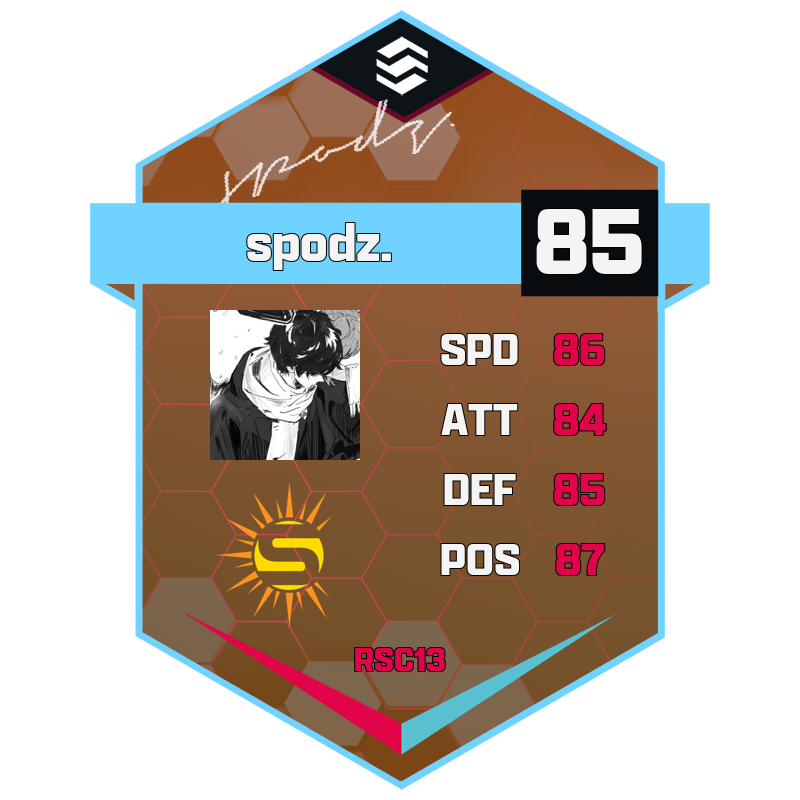 spodz.
spodz.
85
SPD 86
ATT 84
DEF 85
POS 87
RSC13